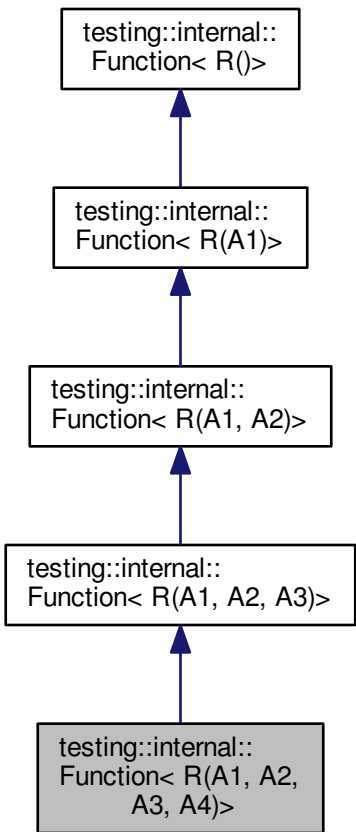 testing::internal::
Function< R()>
testing::internal::
Function< R(A1)>
testing::internal::
Function< R(A1, A2)>
testing::internal::
Function< R(A1, A2, A3)>
testing::internal::
Function< R(A1, A2,
A3, A4)>